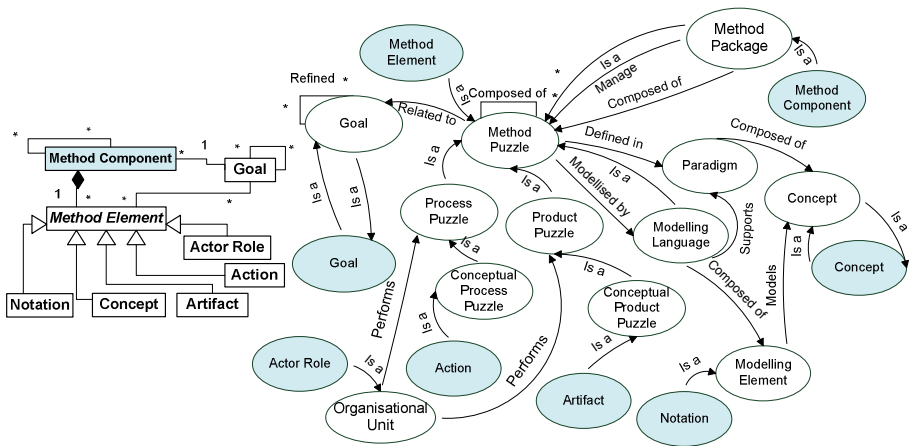 Method
Package
Is a
Method
Component
Is a
Manage
Composed of
Method
Element
Is a
Composed of
*
*
Refined
*
*
Goal
Related to
Method
Puzzle
Defined in
Paradigm
Composed of
Concept
Is a
Concept
Is a
Is a
Is a
Goal
Is a
Process
Puzzle
Is a
Product
Puzzle
Modellised by
Is a
Modelling
Language
Supports
Composed of
Models
Is a
Conceptual
Process
Puzzle
Is a
Conceptual
Product
Puzzle
Performs
Is a
Action
Performs
Is a
Artifact
Actor Role
Is a
Organisational
Unit
Is a
Notation
Modelling
Element
*
*
Method Component
*
1
Goal
*
*
1
*
*
*
Method Element
Actor Role
Action
Notation
Concept
Artifact